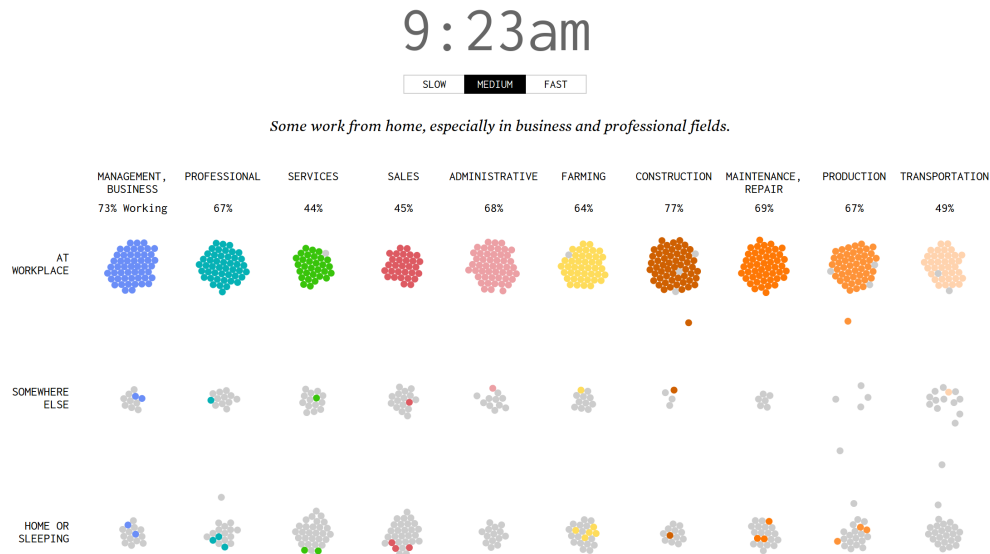 9:23am
SLOW MEDIUM FAST
Some work from home, especially in business and professional fields.
MANAGEMENT, PROFESSIONAL SERVICES SALES ADMINISTRATIVE FARMING CONSTRUCTION MAINTENANCE, PRODUCTION TRANSPORTATION
BUSINESS REPAIR
73% Working 67% 44% 45% 68% 64% 77% 69% 67% 49%
AT
WORKPLACE
SOMEWHERE
ELSE
HOME OR
SLEEPING